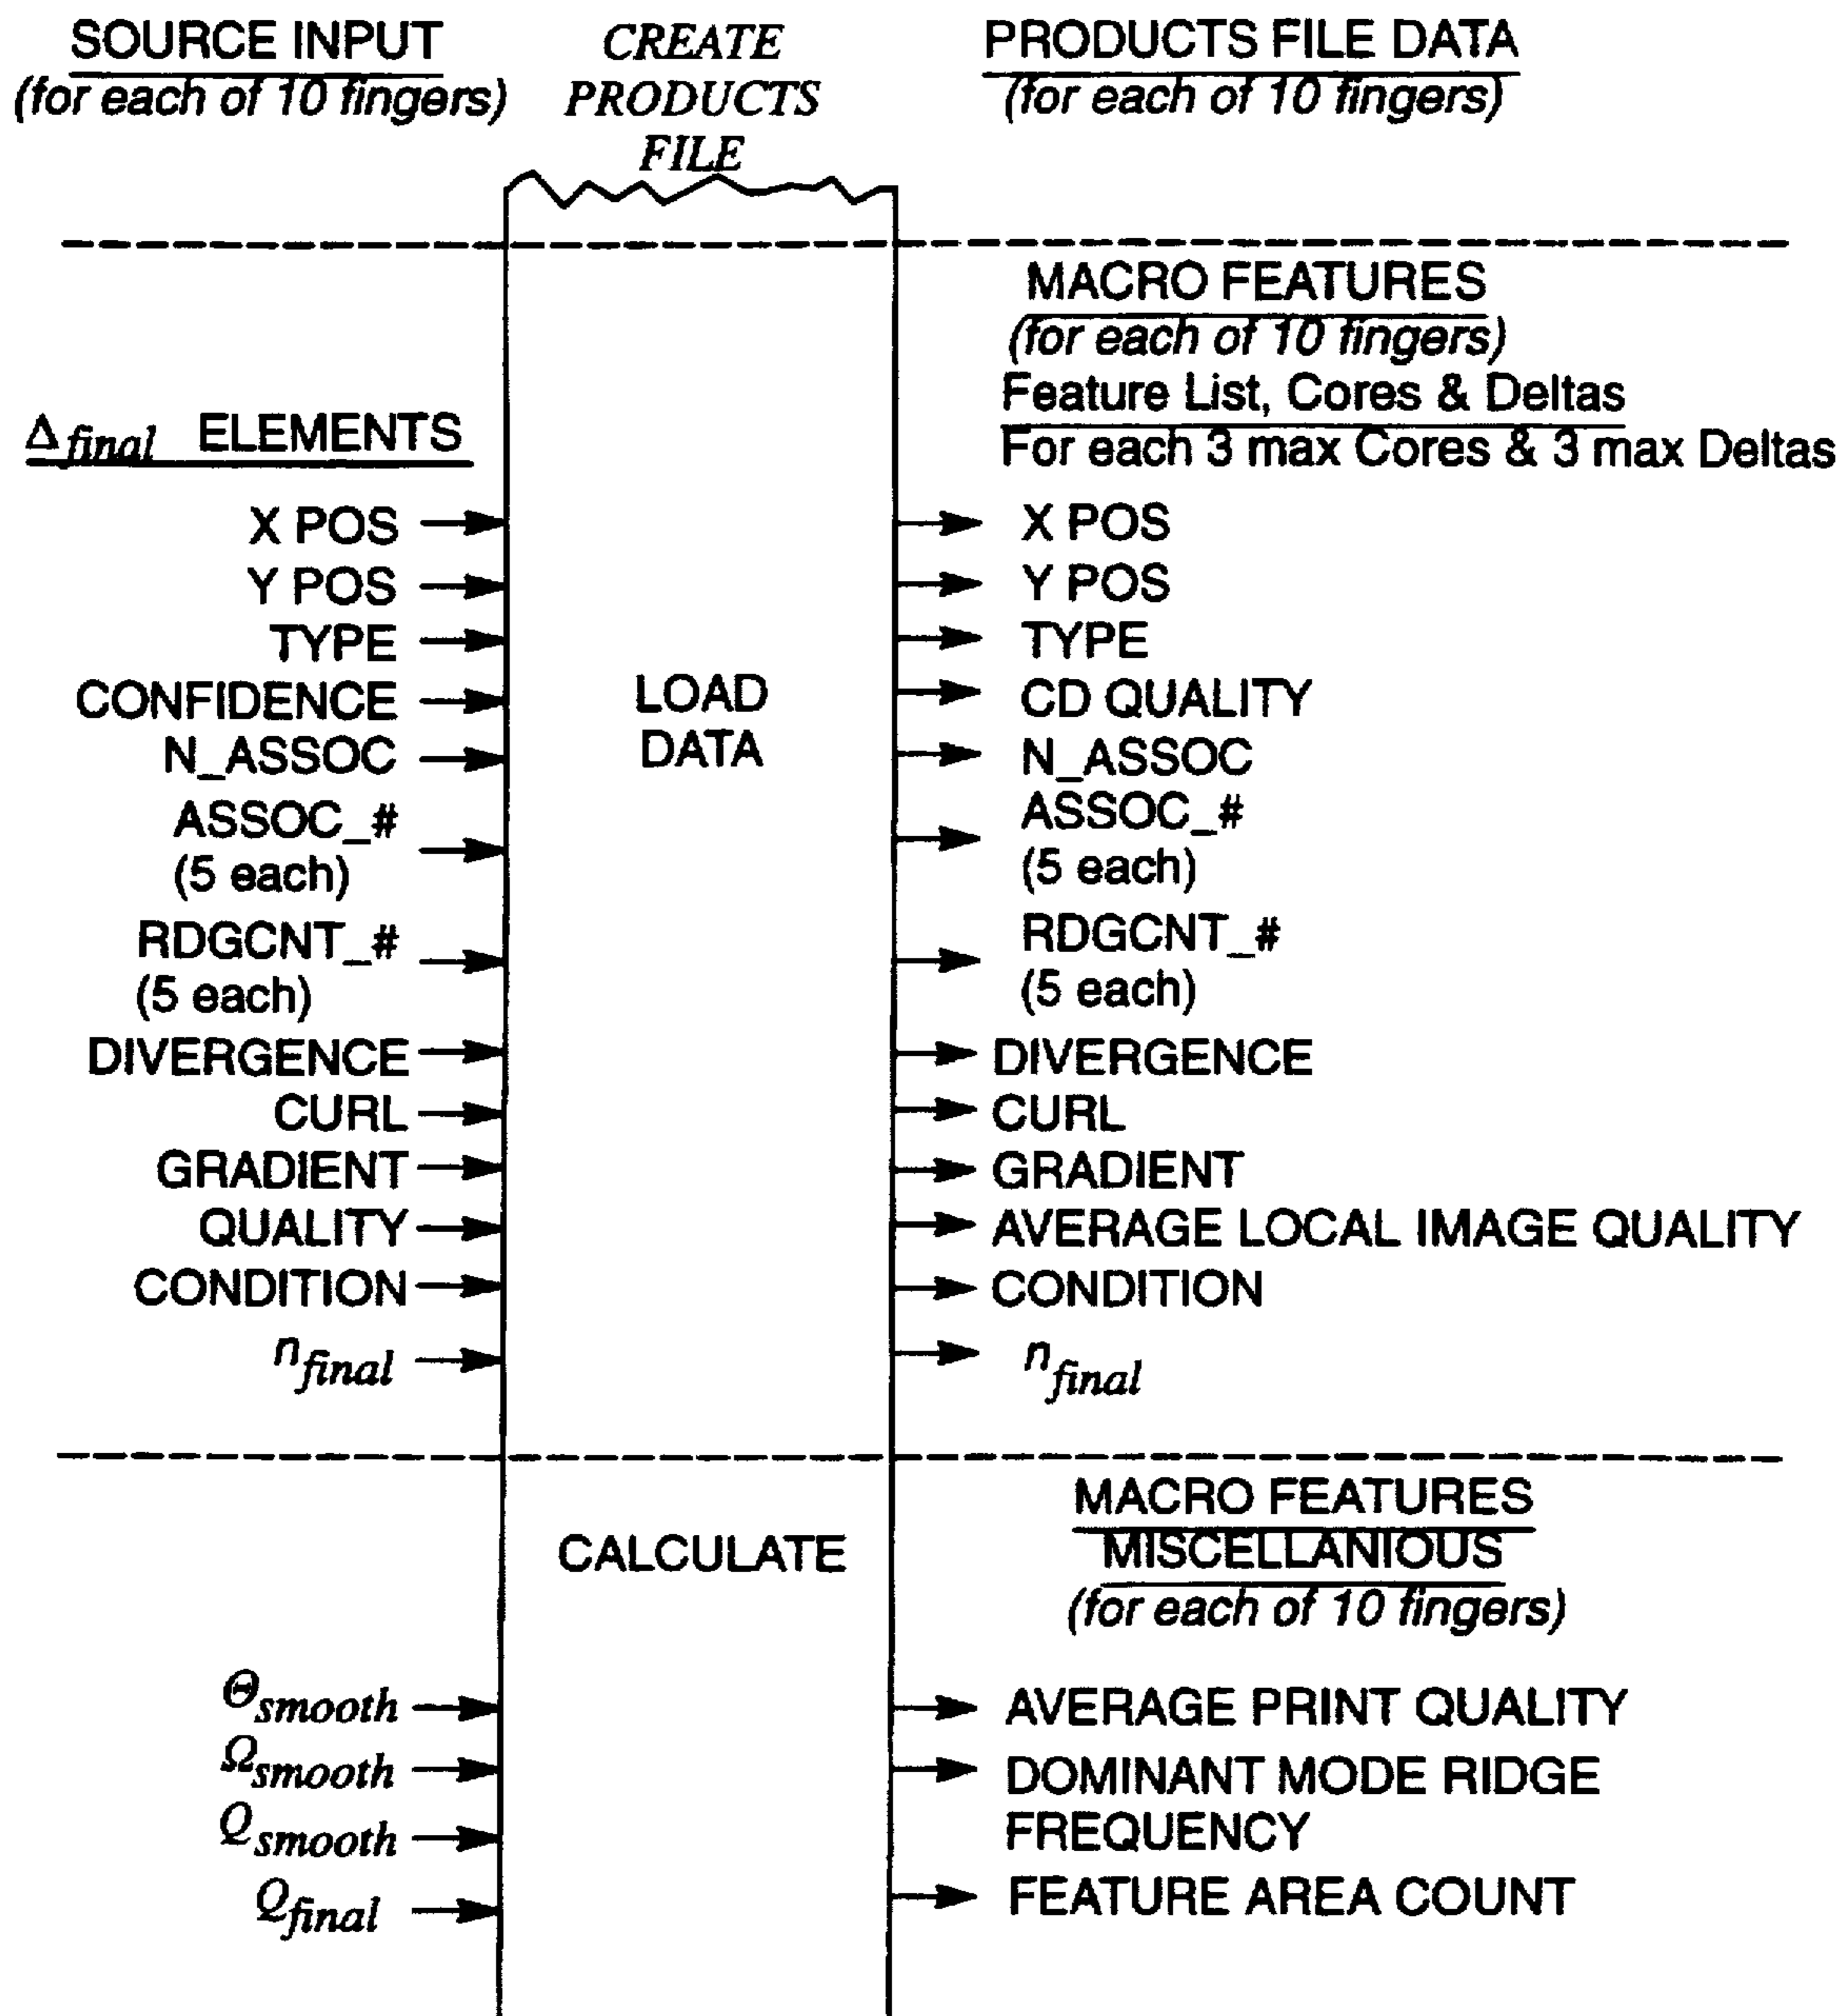 SOURCE INPUT
(for each of 10 fingers)
CREATE
PRODUCTS
FILE
PRODUCTS FILE DATA
(for each of 10 fingers)
MACRO FEATURES
(for each of 10 fingers)
Feature List, Cores & Deltas
For each 3 max Cores & 3 max Deltas
Δfinal ELEMENTS
X POS
Y POS
TYPE
CONFIDENCE
N_ASSOC
ASSOC_#
(5 each)
RDGCNT_#
(5 each)
DIVERGENCE
CURL
GRADIENT
QUALITY
CONDITION
nfinal
LOAD
DATA
X POS
Y POS
TYPE
CD QUALITY
N_ASSOC
ASSOC_#
(5 each)
RDGCNT_#
(5 each)
DIVERGENCE
CURL
GRADIENT
AVERAGE LOCAL IMAGE QUALITY
CONDITION
nfinal
CALCULATE
MACRO FEATURES
MISCELLANIOUS
(for each of 10 fingers)
Θsmooth
Ωsmooth
Qsmooth
Qfinal
AVERAGE PRINT QUALITY
DOMINANT MODE RIDGE
FREQUENCY
FEATURE AREA COUNT